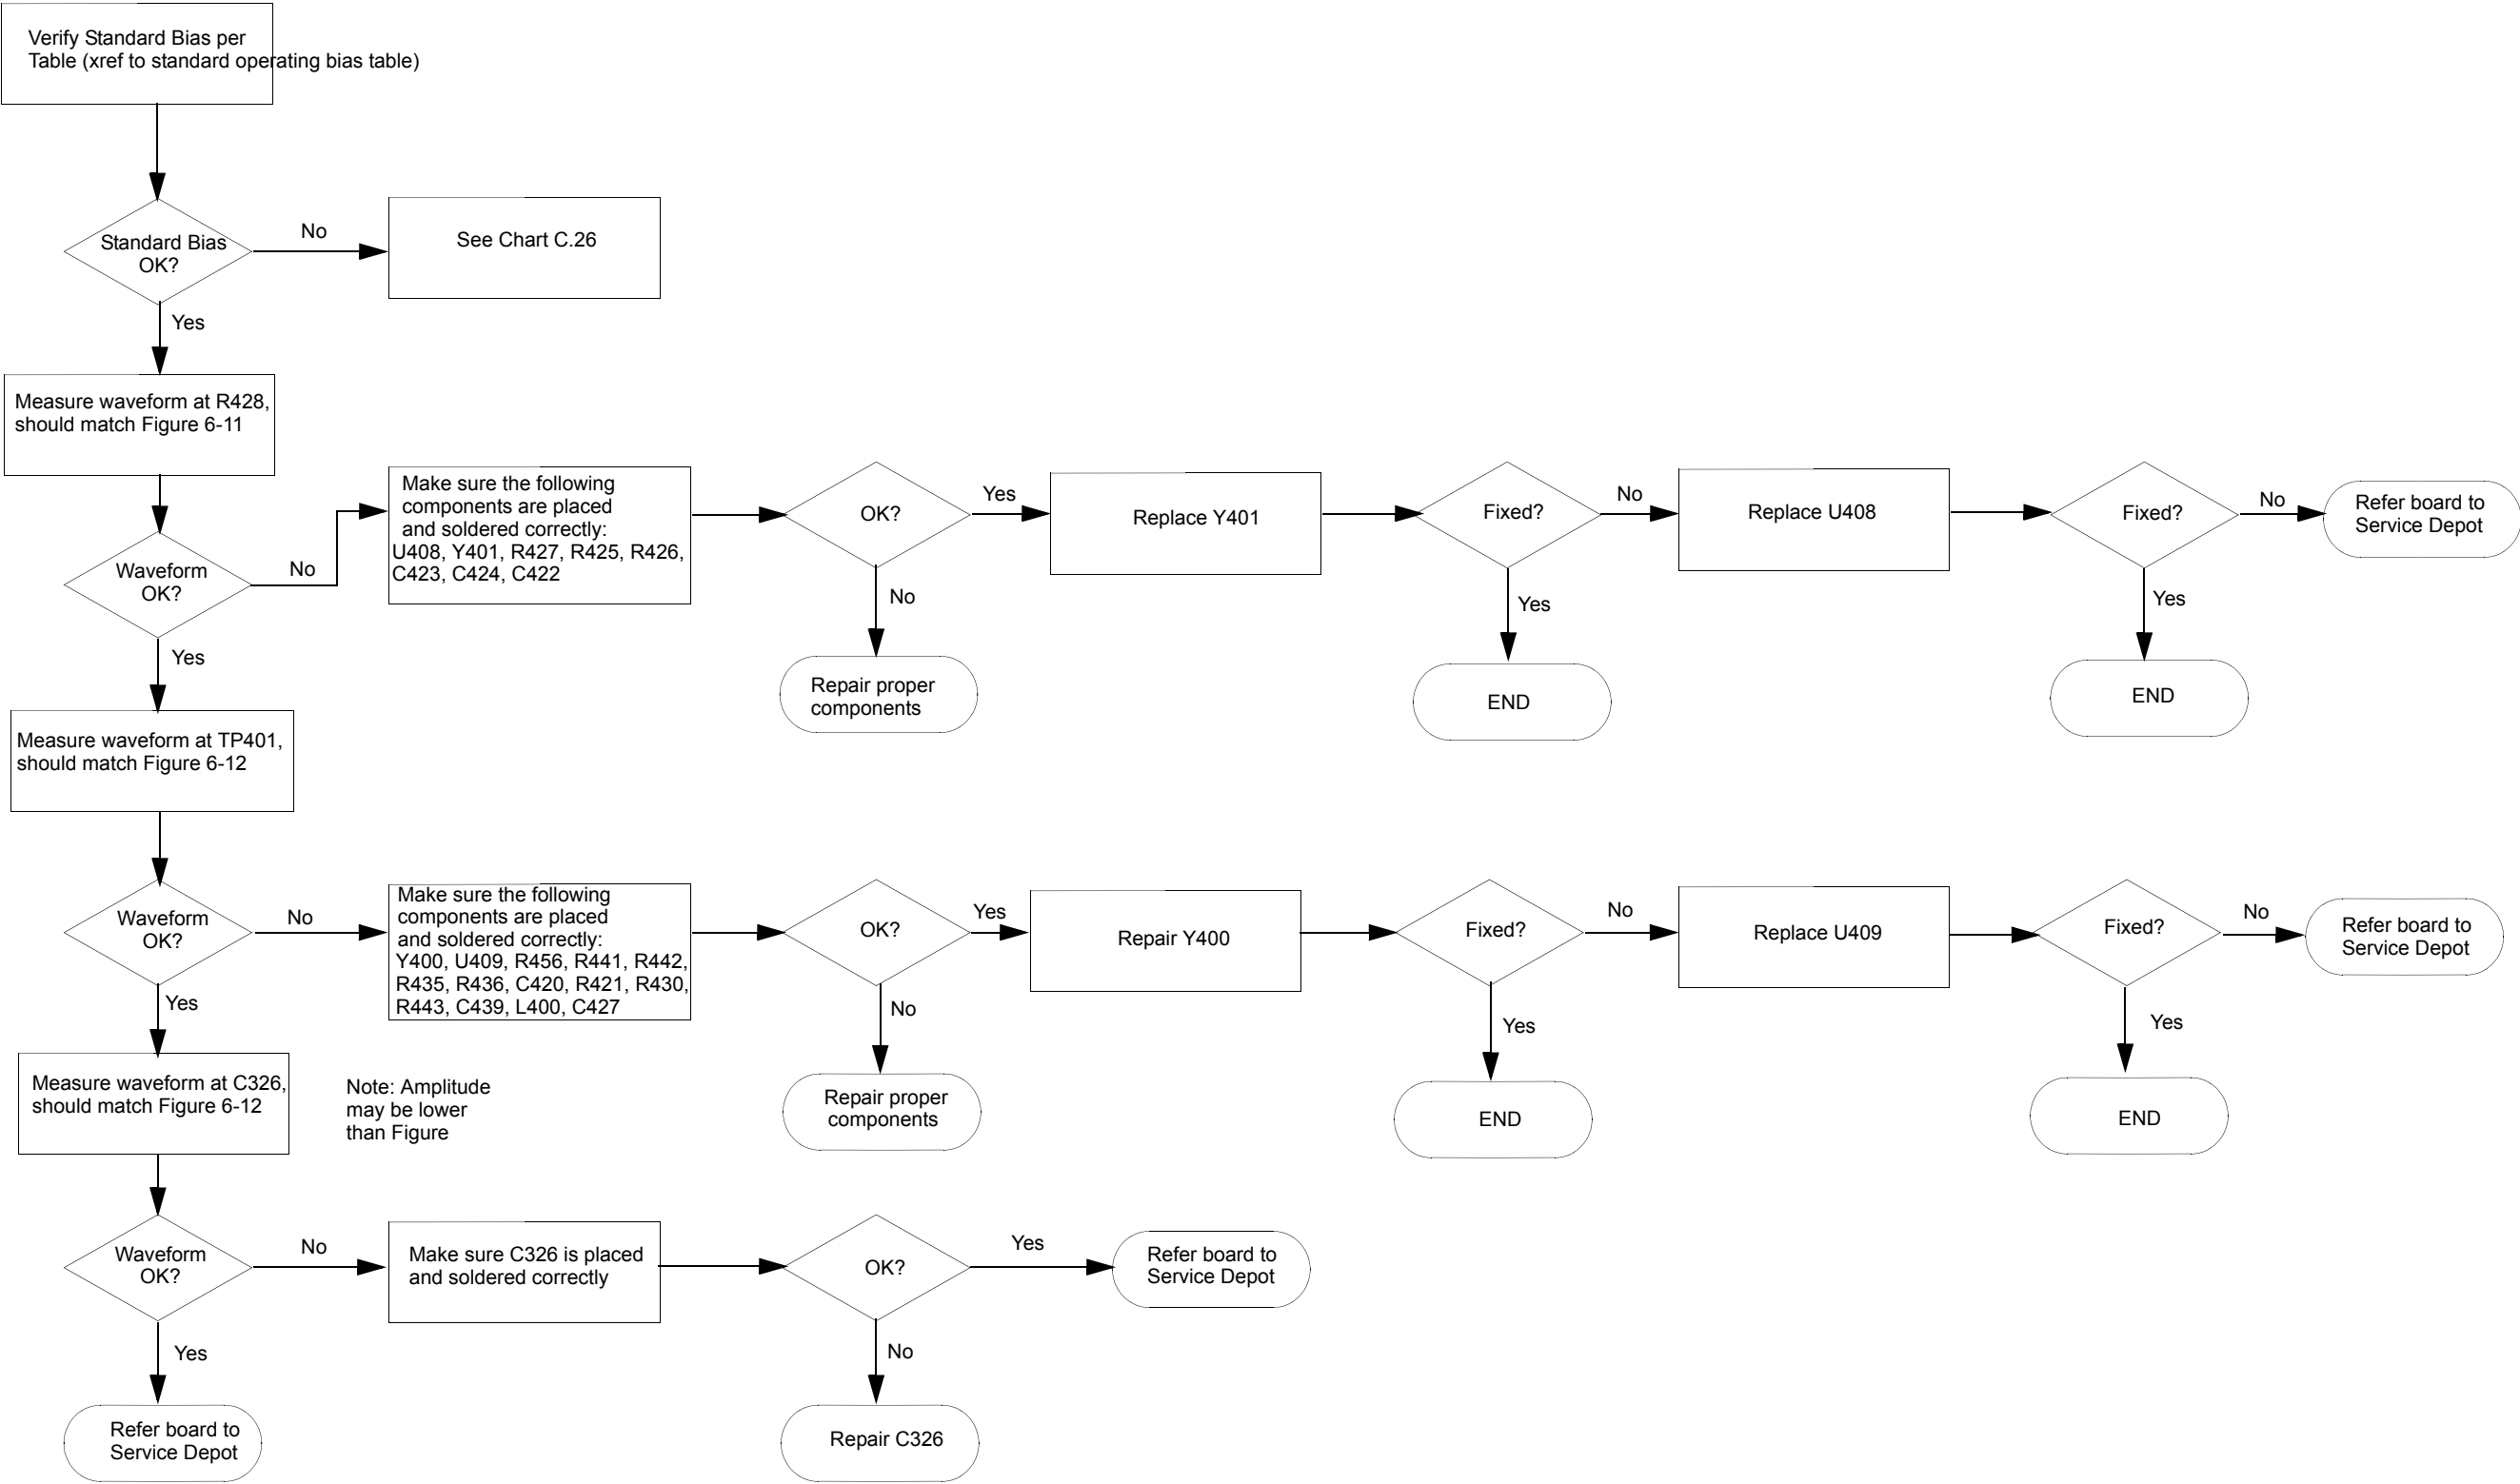 Verify Standard Bias per
Table (xref to standard operating bias table)
Standard Bias
OK?
No
See Chart C.26
Yes
Measure waveform at R428,
should match Figure 6-11
Waveform
OK?
No
Make sure the following
components are placed
and soldered correctly:
U408, Y401, R427, R425, R426,
C423, C424, C422
OK?
Yes
Replace Y401
Fixed?
No
Replace U408
Fixed?
No
Refer board to
Service Depot
No
Repair proper
components
Yes
END
Yes
END
Yes
Measure waveform at TP401,
should match Figure 6-12
Waveform
OK?
No
Make sure the following
components are placed
and soldered correctly:
Y400, U409, R456, R441, R442,
R435, R436, C420, R421, R430,
R443, C439, L400, C427
OK?
Yes
Repair Y400
Fixed?
No
Replace U409
Fixed?
No
Refer board to
Service Depot
No
Repair proper
components
Yes
END
Yes
END
Yes
Measure waveform at C326,
should match Figure 6-12
Note: Amplitude
may be lower
than Figure
Waveform
OK?
No
Make sure C326 is placed
and soldered correctly
OK?
Yes
Refer board to
Service Depot
No
Repair C326
Yes
Refer board to
Service Depot